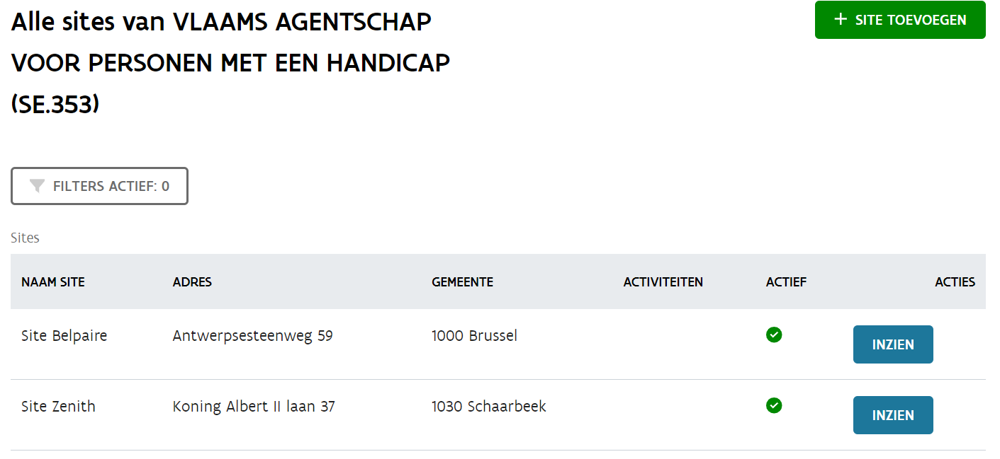 Alle sites van VLAAMS AGENTSCHAP
VOOR PERSONEN MET EEN HANDICAP
(SE.353)
+ SITE TOEVOEGEN
FILTERS ACTIEF: 0
Sites
NAAM SITE ADRES GEMEENTE ACTIVITEITEN ACTIEF ACTIES
Site Belpaire Antwerpsesteenweg 59 1000 Brussel INZIEN
Site Zenith Koning Albert II laan 37 1030 Schaarbeek INZIEN